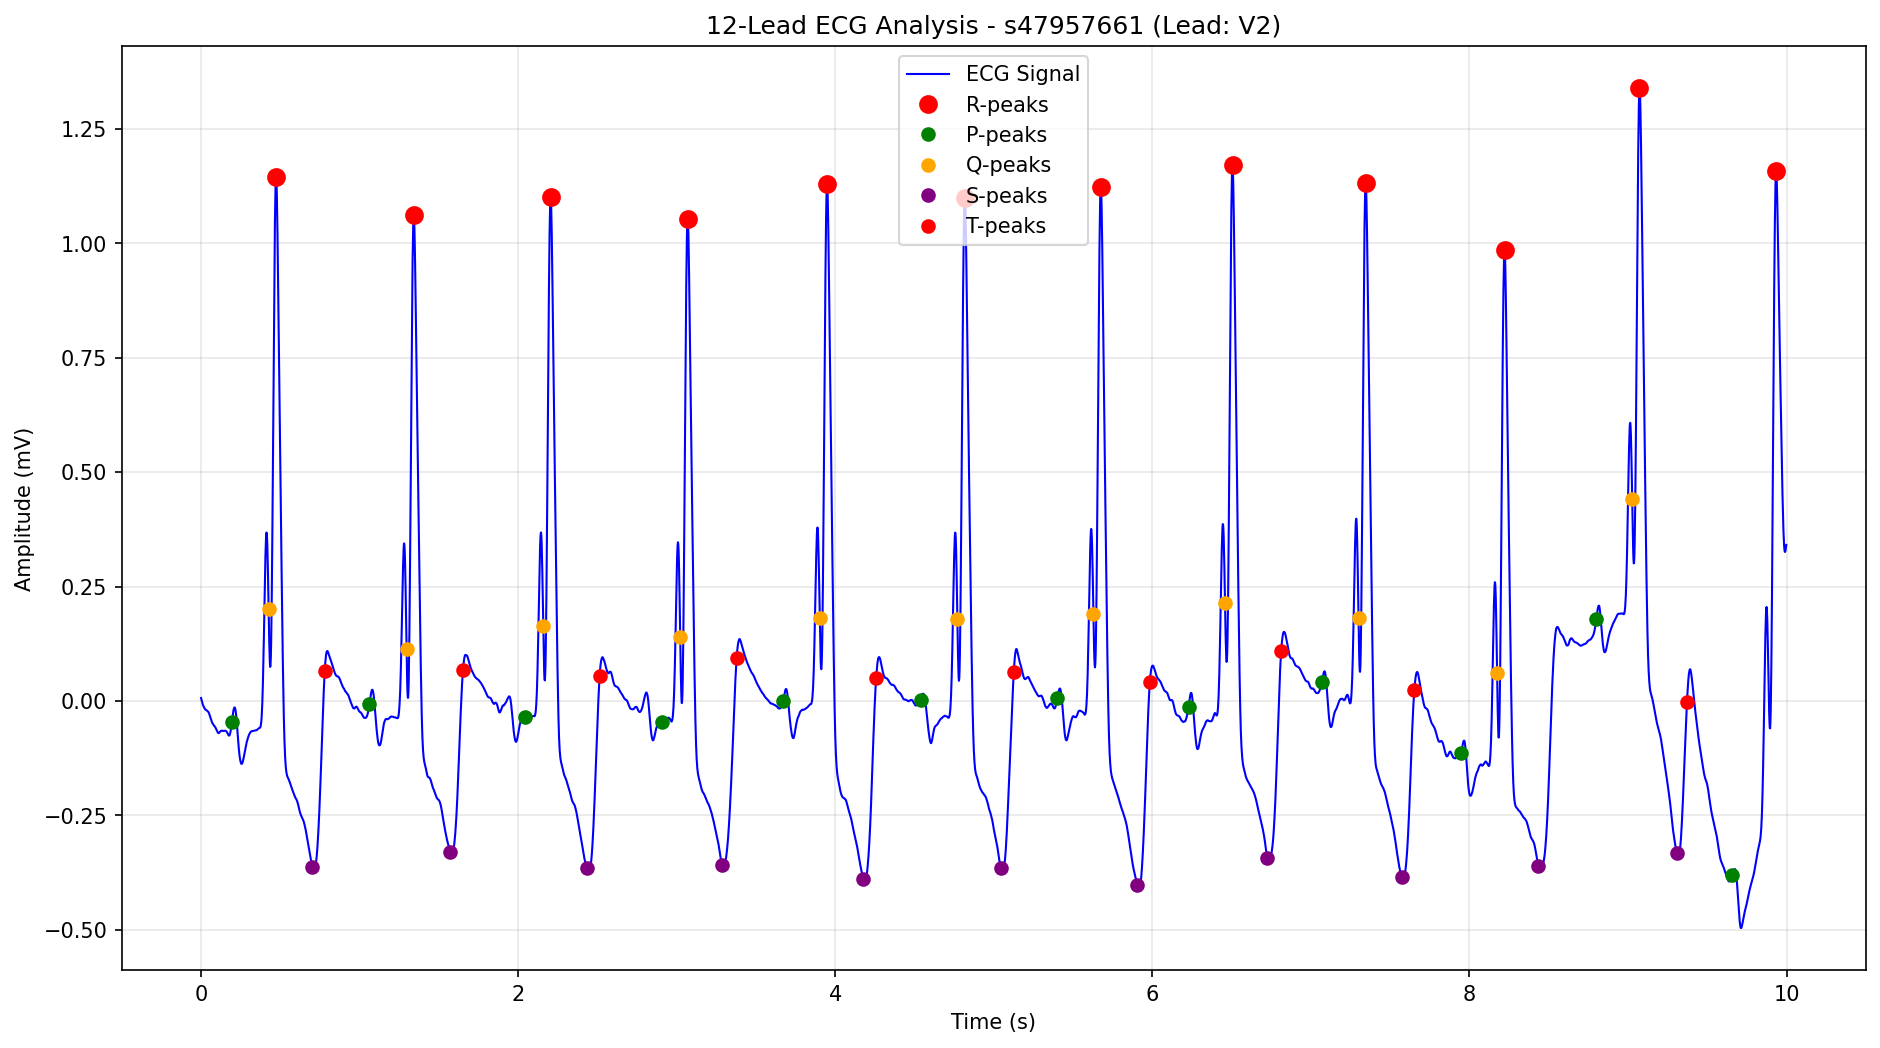 12-Lead ECG Analysis - s47957661 (Lead: V2)
ECG Signal
R-peaks
P-peaks
Q-peaks
S-peaks
T-peaks
Amplitude (mV)
1.25
1.00
0.75
0.50
0.25
0.00
−0.25
−0.50
0 2 4 6 8 10
Time (s)